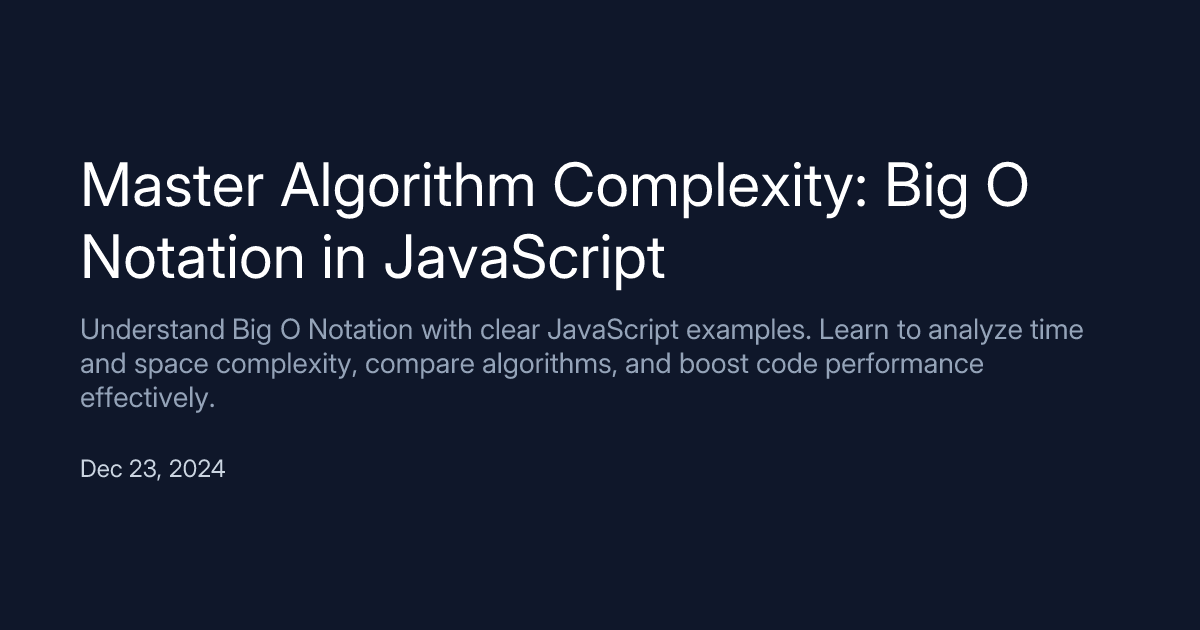 Master Algorithm Complexity: Big O
Notation in JavaScript
Understand Big O Notation with clear JavaScript examples. Learn to analyze time
and space complexity, compare algorithms, and boost code performance
effectively.
Dec 23, 2024